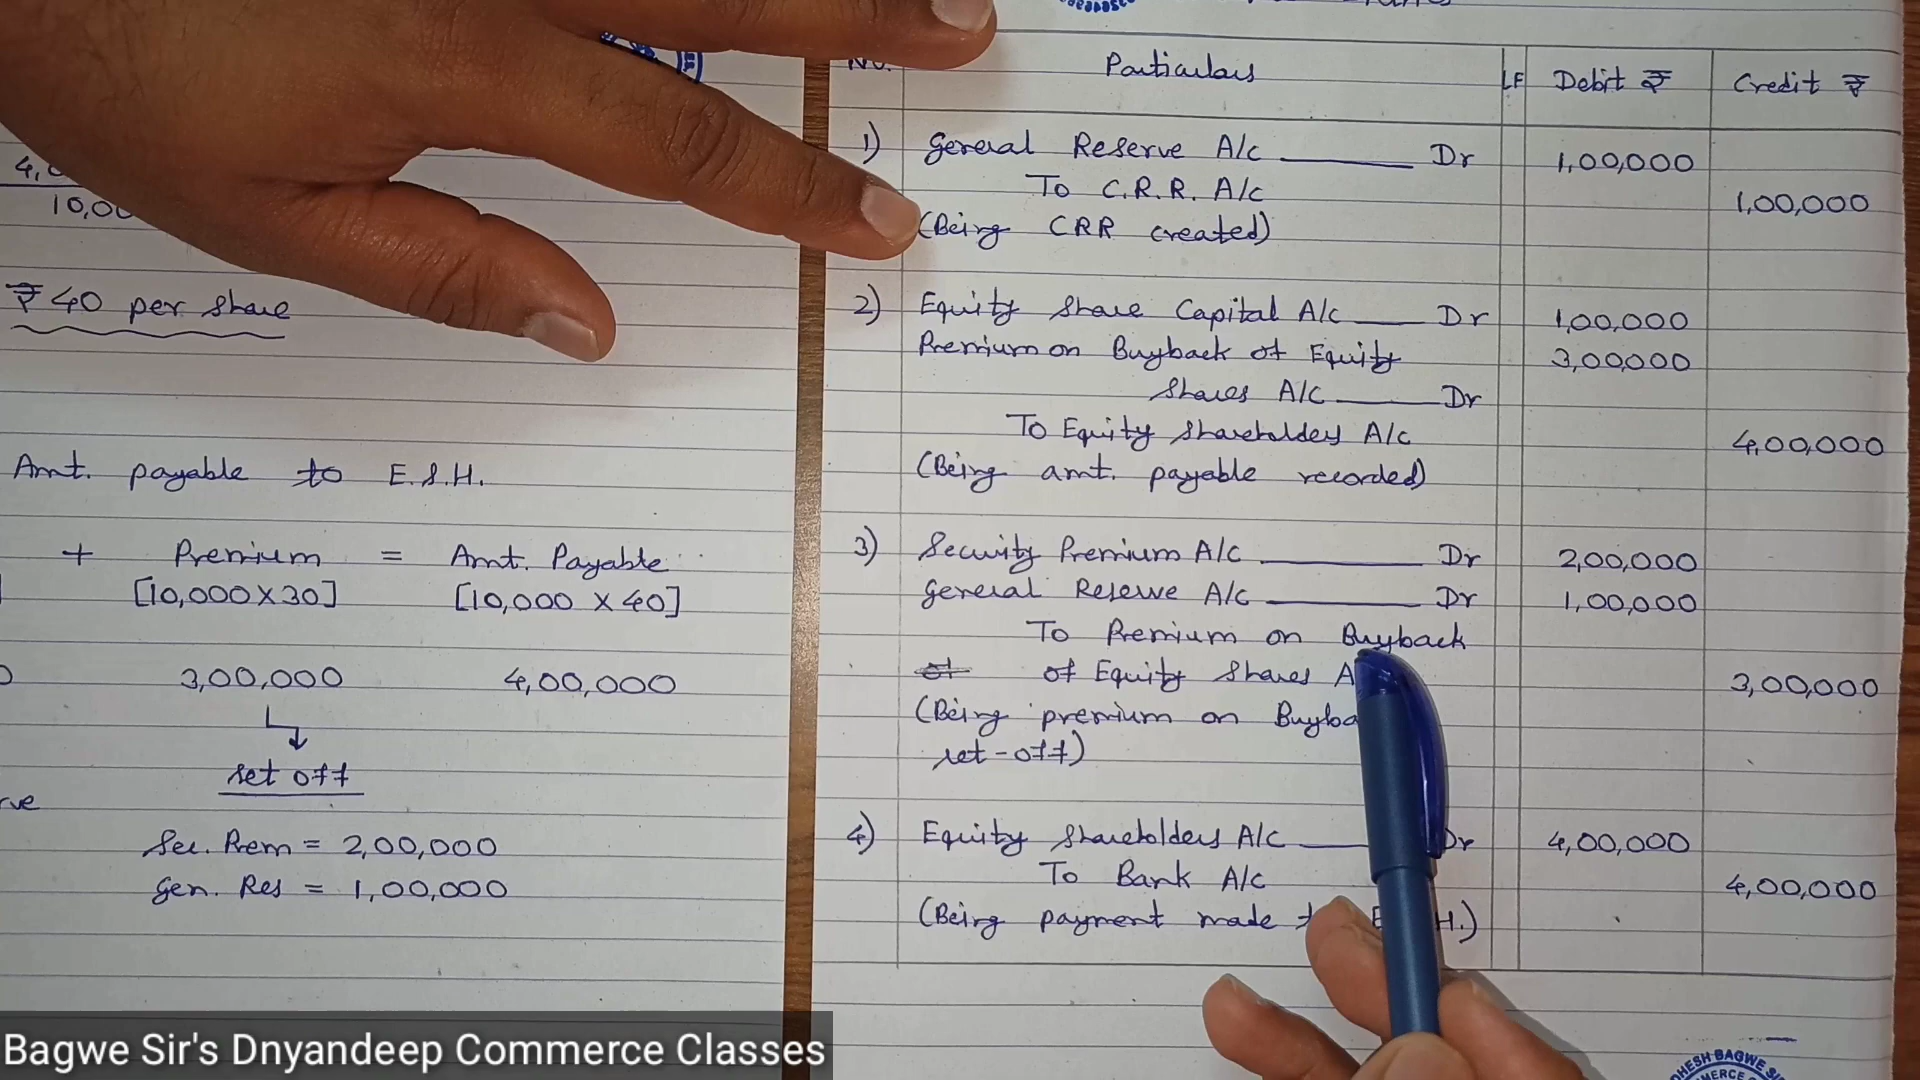 10,00
₹ 40 per share
Amt. payable to E.S.H.
+ Premium = Amt. Payable
[10,000 X 30] [10,000 X 40]
3,00,000 4,00,000
set off
Sec. Prem = 2,00,000
Gen. Res = 1,00,000
No. Particulars LF Debit ₹ Credit ₹
1) General Reserve A/c Dr 1,00,000
To C.R.R. A/c 1,00,000
(Being CRR created)
2) Equity Share Capital A/c Dr 1,00,000
Premium on Buyback of Equity 3,00,000
Shares A/c Dr
To Equity Shareholders A/c 4,00,000
(Being amt. payable recorded)
3) Security Premium A/c Dr 2,00,000
General Reserve A/c Dr 1,00,000
To Premium on Buyback
of of Equity Shares A 3,00,000
(Being premium on Buyba
set-off)
4) Equity Shareholders A/c Dr 4,00,000
To Bank A/c 4,00,000
(Being payment made H.)
Bagwe Sir's Dnyandeep Commerce Classes